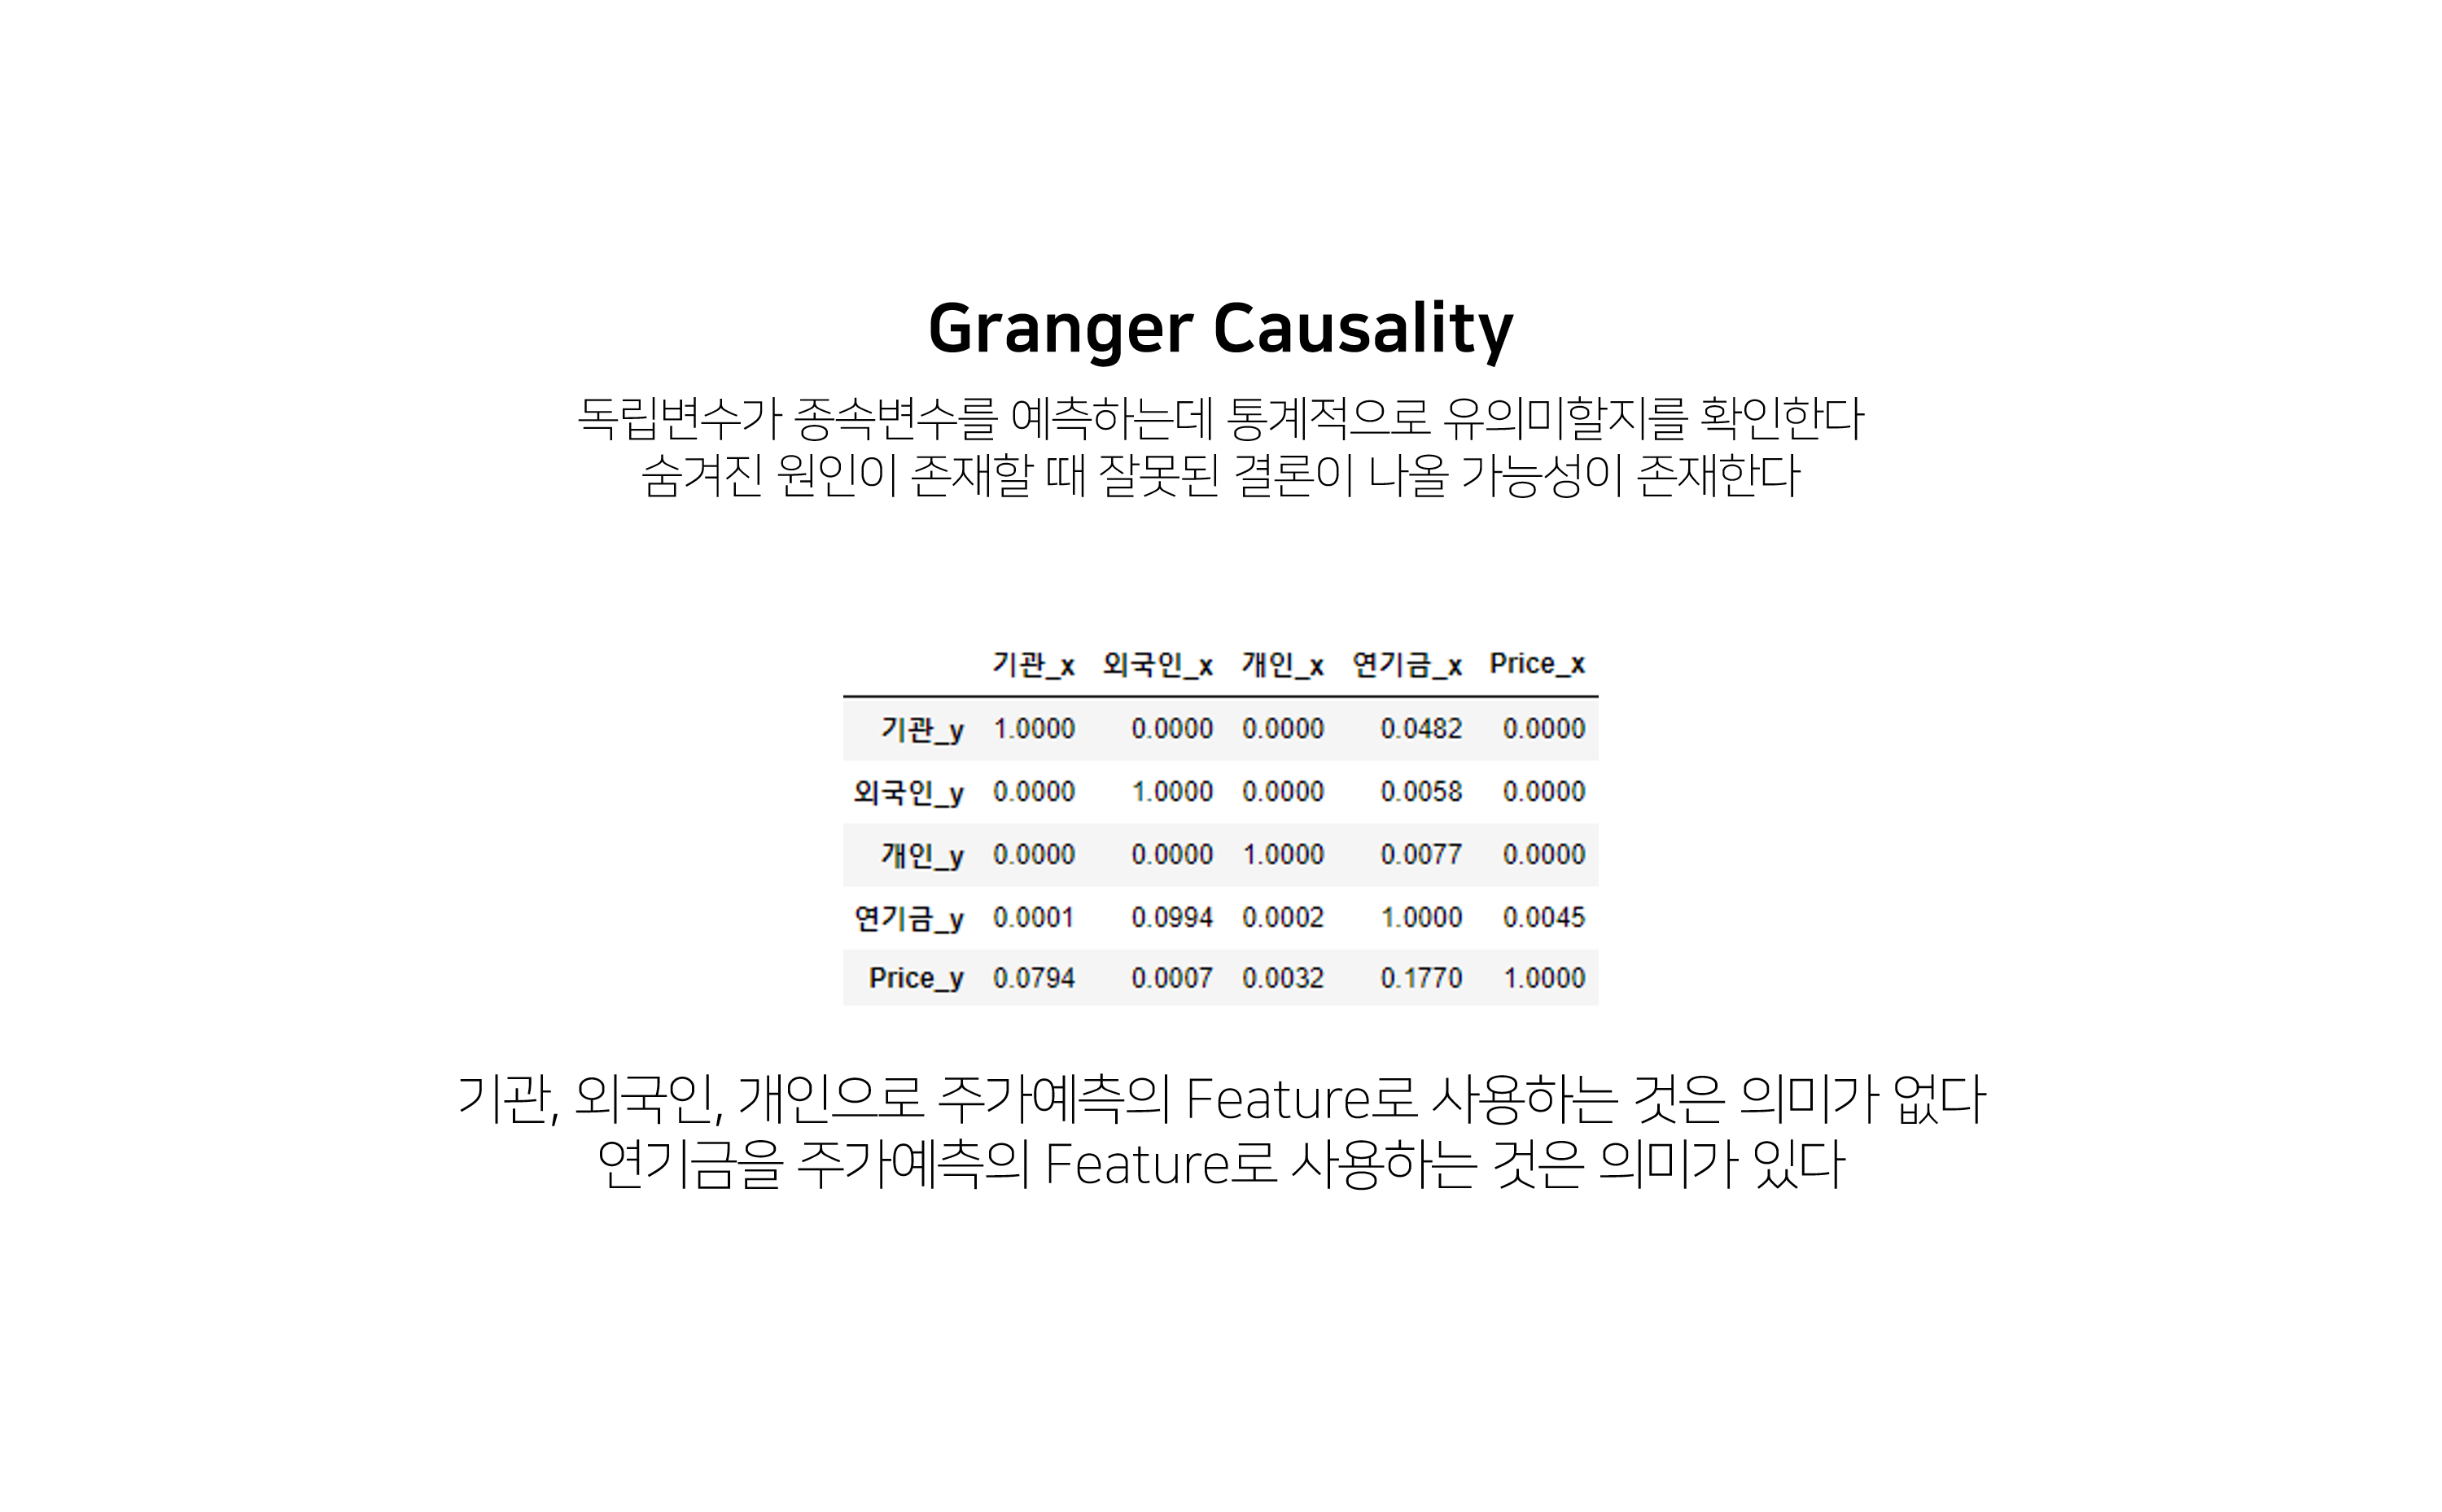 Granger Causality
독립변수가 종속변수를 예측하는데 통계적으로 유의미할지를 확인한다
숨겨진 원인이 존재할 때 잘못된 결론이 나올 가능성이 존재한다
기관_x 외국인_x 개인_x 연기금_x Price_x
기관_y 1.0000 0.0000 0.0000 0.0482 0.0000
외국인_y 0.0000 1.0000 0.0000 0.0058 0.0000
개인_y 0.0000 0.0000 1.0000 0.0077 0.0000
연기금_y 0.0001 0.0994 0.0002 1.0000 0.0045
Price_y 0.0794 0.0007 0.0032 0.1770 1.0000
기관, 외국인, 개인으로 주가예측의 Feature로 사용하는 것은 의미가 없다
연기금을 주가예측의 Feature로 사용하는 것은 의미가 있다